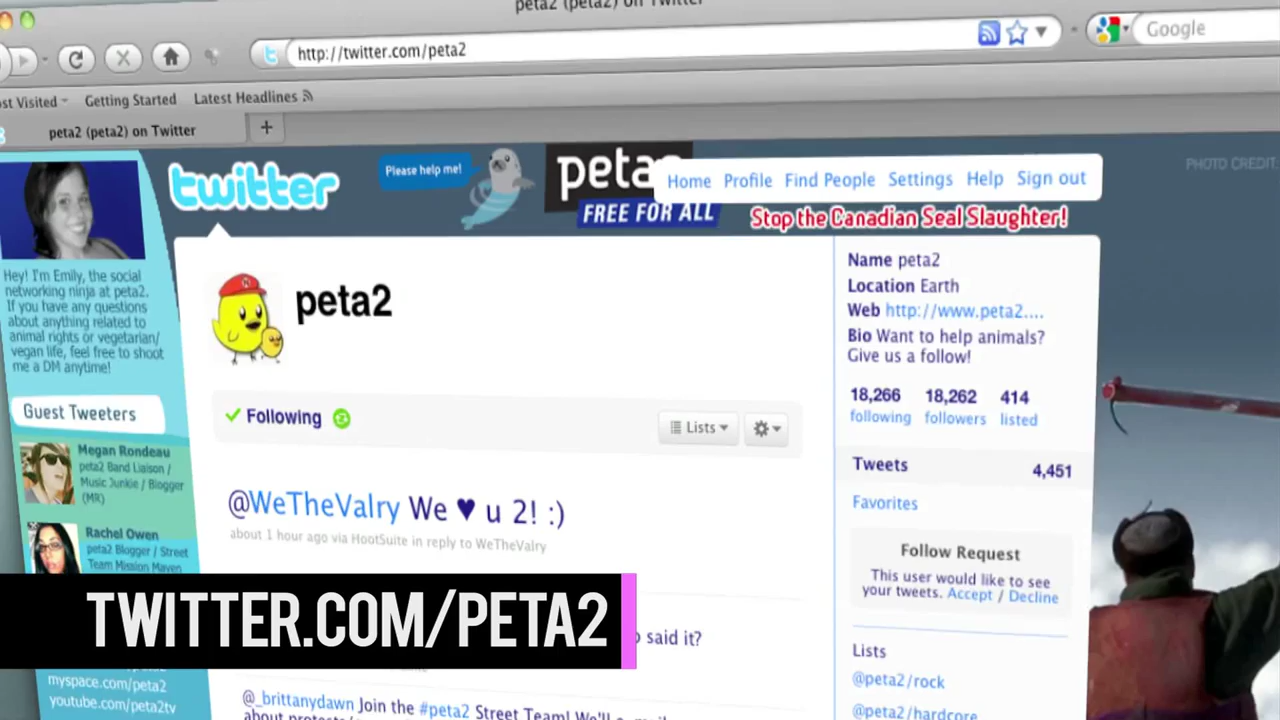 peta2 (peta2) on Twitter
http://twitter.com/peta2
Google
st Visited
Getting Started
Latest Headlines
peta2 (peta2) on Twitter
twitter
Please help me!
peta
FREE FOR ALL
Home Profile Find People Settings Help Sign out
Stop the Canadian Seal Slaughter!
PHOTO CREDIT:
Hey! I'm Emily, the social
networking ninja at peta2.
If you have any questions
about anything related to
animal rights or vegetarian/
vegan life, feel free to shoot
me a DM anytime!
Guest Tweeters
Megan Rondeau
peta2 Band Liaison /
Music Junkie / Blogger
(MR)
Rachel Owen
peta2 Blogger / Street
Team Mission Maven
myspace.com/peta2
youtube.com/peta2tv
peta2
Following
Lists
@WeTheValry We ♥ u 2! :)
about 1 hour ago via HootSuite in reply to WeTheValry
said it?
@_brittanydawn Join the #peta2 Street Team! We'll
Name peta2
Location Earth
Web http://www.peta2....
Bio Want to help animals?
Give us a follow!
18,266 18,262 414
following followers listed
Tweets 4,451
Favorites
Follow Request
This user would like to see
your tweets. Accept / Decline
Lists
@peta2/rock
@peta2/hardcore
TWITTER.COM/PETA2